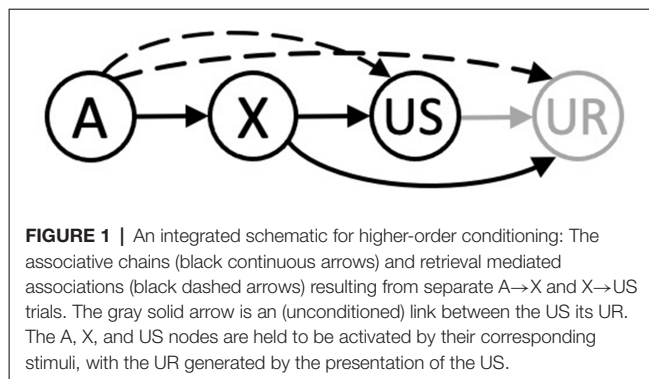 A X US UR
FIGURE 1 | An integrated schematic for higher-order conditioning: The
associative chains (black continuous arrows) and retrieval mediated
associations (black dashed arrows) resulting from separate A→X and X→US
trials. The gray solid arrow is an (unconditioned) link between the US its UR.
The A, X, and US nodes are held to be activated by their corresponding
stimuli, with the UR generated by the presentation of the US.